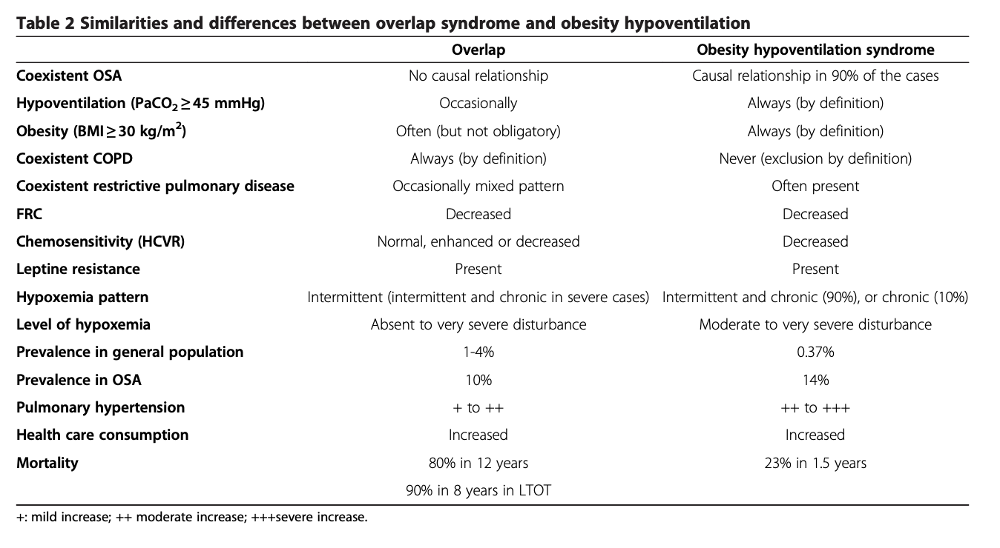 Table 2 Similarities and differences between overlap syndrome and obesity hypoventilation
Overlap Obesity hypoventilation syndrome
Coexistent OSA No causal relationship Causal relationship in 90% of the cases
Hypoventilation (PaCO₂ ≥ 45 mmHg) Occasionally Always (by definition)
Obesity (BMI ≥ 30 kg/m²) Often (but not obligatory) Always (by definition)
Coexistent COPD Always (by definition) Never (exclusion by definition)
Coexistent restrictive pulmonary disease Occasionally mixed pattern Often present
FRC Decreased Decreased
Chemosensitivity (HCVR) Normal, enhanced or decreased Decreased
Leptine resistance Present Present
Hypoxemia pattern Intermittent (intermittent and chronic in severe cases) Intermittent and chronic (90%), or chronic (10%)
Level of hypoxemia Absent to very severe disturbance Moderate to very severe disturbance
Prevalence in general population 1-4% 0.37%
Prevalence in OSA 10% 14%
Pulmonary hypertension + to ++ ++ to +++
Health care consumption Increased Increased
Mortality 80% in 12 years 23% in 1.5 years
90% in 8 years in LTOT
+: mild increase; ++ moderate increase; +++severe increase.